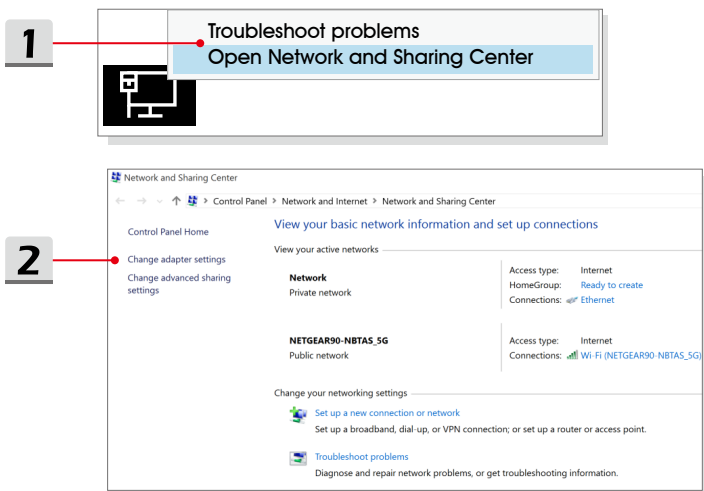 1
Troubleshoot problems
Open Network and Sharing Center
Network and Sharing Center
Control Panel > Network and Internet > Network and Sharing Center
2
Control Panel Home
Change adapter settings
Change advanced sharing
settings
View your basic network information and set up connections
View your active networks
Network
Private network
Access type: Internet
HomeGroup: Ready to create
Connections: Ethernet
NETGEAR90-NBTAS_5G
Public network
Access type: Internet
Connections: Wi-Fi (NETGEAR90-NBTAS_5G)
Change your networking settings
Set up a new connection or network
Set up a broadband, dial-up, or VPN connection; or set up a router or access point.
Troubleshoot problems
Diagnose and repair network problems, or get troubleshooting information.